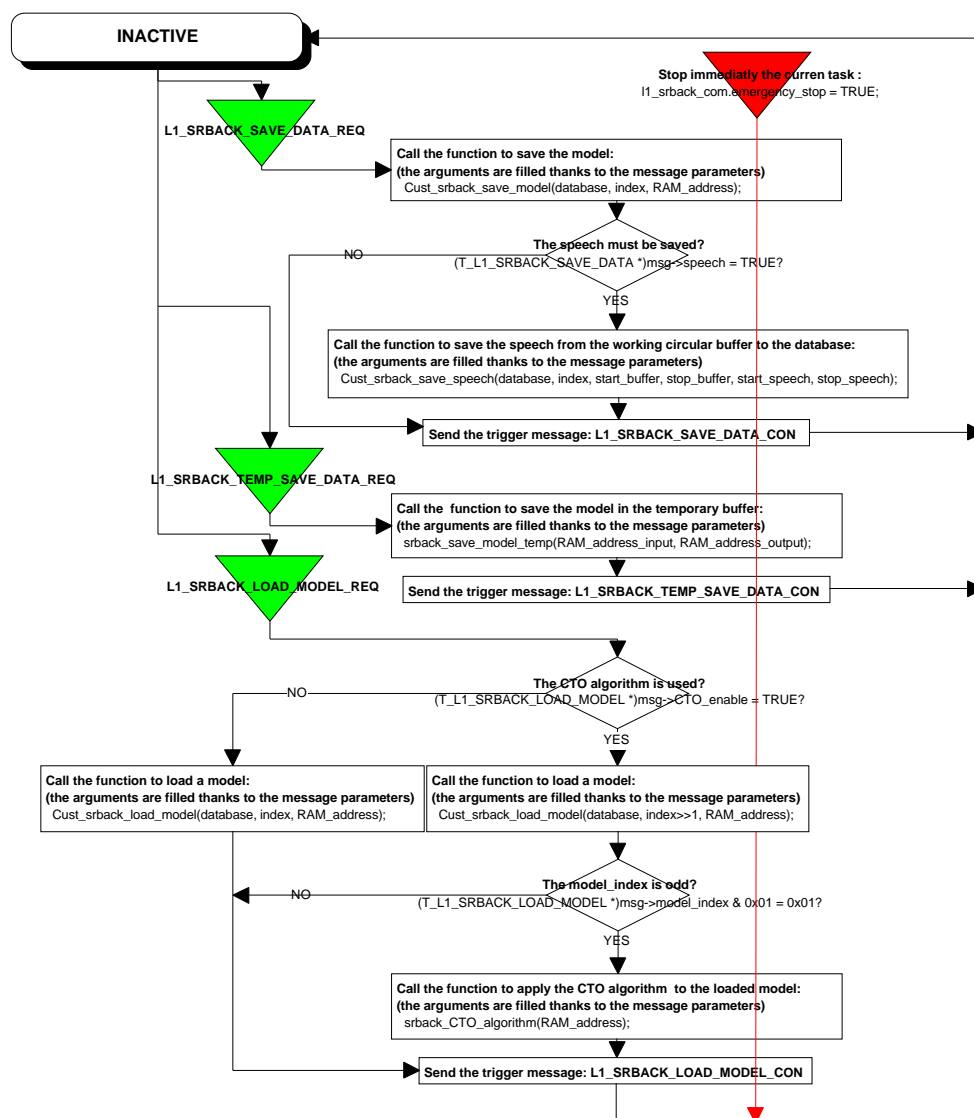 INACTIVE
Stop immediatly the curren task :
l1_srback_com.emergency_stop = TRUE;
L1_SRBACK_SAVE_DATA_REQ
Call the function to save the model:
(the arguments are filled thanks to the message parameters)
Cust_srback_save_model(database, index, RAM_address);
The speech must be saved?
NO
(T_L1_SRBACK_SAVE_DATA *)msg->speech = TRUE?
YES
Call the function to save the speech from the working circular buffer to the database:
(the arguments are filled thanks to the message parameters)
Cust_srback_save_speech(database, index, start_buffer, stop_buffer, start_speech, stop_speech);
Send the trigger message: L1_SRBACK_SAVE_DATA_CON
L1_SRBACK_TEMP_SAVE_DATA_REQ
Call the  function to save the model in the temporary buffer:
(the arguments are filled thanks to the message parameters)
srback_save_model_temp(RAM_address_input, RAM_address_output);
L1_SRBACK_LOAD_MODEL_REQ
Send the trigger message: L1_SRBACK_TEMP_SAVE_DATA_CON
The CTO algorithm is used?
NO
(T_L1_SRBACK_LOAD_MODEL *)msg->CTO_enable = TRUE?
YES
Call the function to load a model:
(the arguments are filled thanks to the message parameters)
Cust_srback_load_model(database, index, RAM_address);
Call the function to load a model:
(the arguments are filled thanks to the message parameters)
Cust_srback_load_model(database, index>>1, RAM_address);
The model_index is odd?
NO
(T_L1_SRBACK_LOAD_MODEL *)msg->model_index & 0x01 = 0x01?
YES
Call the function to apply the CTO algorithm  to the loaded model:
(the arguments are filled thanks to the message parameters)
srback_CTO_algorithm(RAM_address);
Send the trigger message: L1_SRBACK_LOAD_MODEL_CON